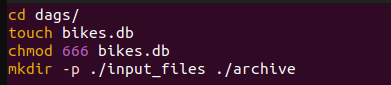 cd dags/
touch bikes.db
chmod 666 bikes.db
mkdir -p ./input_files ./archive